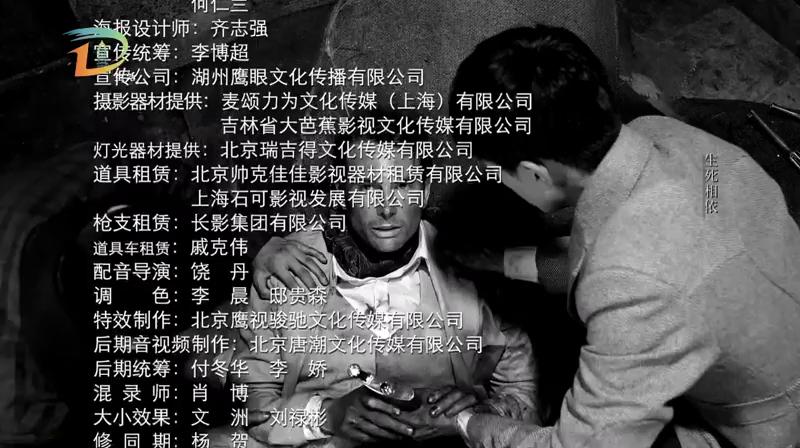 何仁三
海报设计师：齐志强
宣传统筹：李博超
宣传公司：湖州鹰眼文化传播有限公司
摄影器材提供：麦颂力为文化传媒（上海）有限公司
吉林省大芭蕉影视文化传媒有限公司
灯光器材提供：北京瑞吉得文化传媒有限公司
道具租赁：北京帅克佳佳影视器材租赁有限公司
上海石可影视发展有限公司
枪支租赁：长影集团有限公司
道具车租赁：戚克伟
配音导演：饶 丹
调 色：李 晨 邸贵森
特效制作：北京鹰视骏驰文化传媒有限公司
后期音视频制作：北京唐潮文化传媒有限公司
后期统筹：付冬华 李 娇
混 录 师：肖 博
大小效果：文 洲 刘禄彬
修 同 期：杨 贺
生死相依